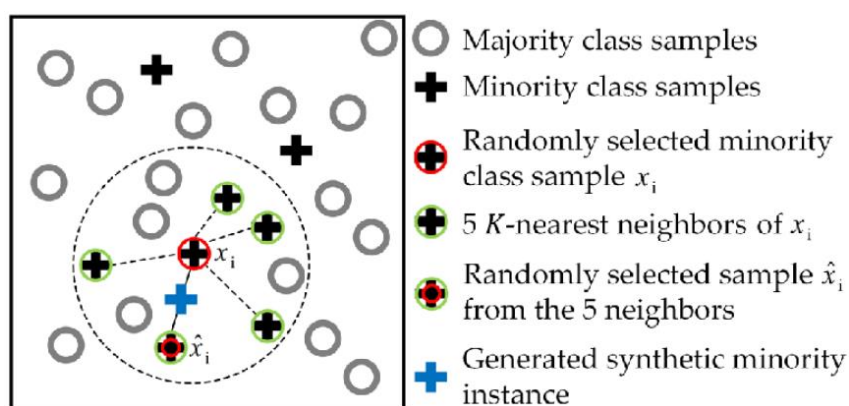 Majority class samples
Minority class samples
Randomly selected minority
class sample xᵢ
5 K-nearest neighbors of xᵢ
Randomly selected sample x̂ᵢ
from the 5 neighbors
Generated synthetic minority
instance
xᵢ
x̂ᵢ